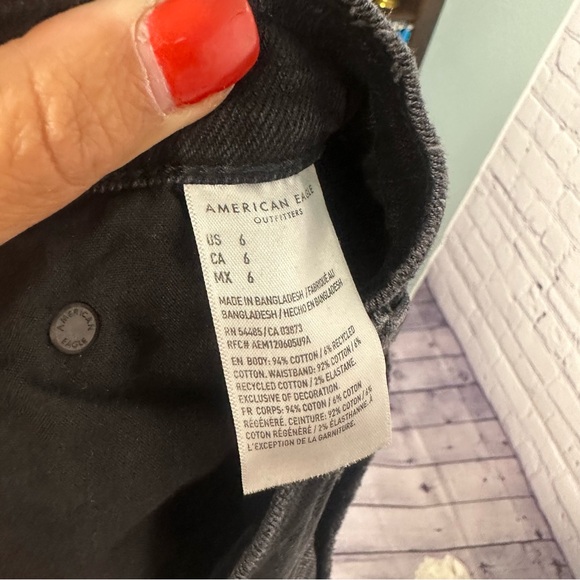 AMERICAN EAGLE
OUTFITTERS
US 6
CA 6
MX 6
MADE IN BANGLADESH / FABRIQUÉ AU
BANGLADESH / HECHO EN BANGLADESH
RN 54485 / CA 03873
RFC# AEM120605U9A
EN BODY: 94% COTTON / 6% RECYCLED
COTTON. WAISTBAND: 92% COTTON / 6%
RECYCLED COTTON / 2% ELASTANE.
EXCLUSIVE OF DECORATION.
FR CORPS: 94% COTON / 6% COTON
RÉGÉNÉRÉ. CEINTURE: 92% COTON / 6%
COTON RÉGÉNÉRÉ / 2% ÉLASTHANNE. À
L'EXCEPTION DE LA GARNITURE.
AMERICAN
EAGLE